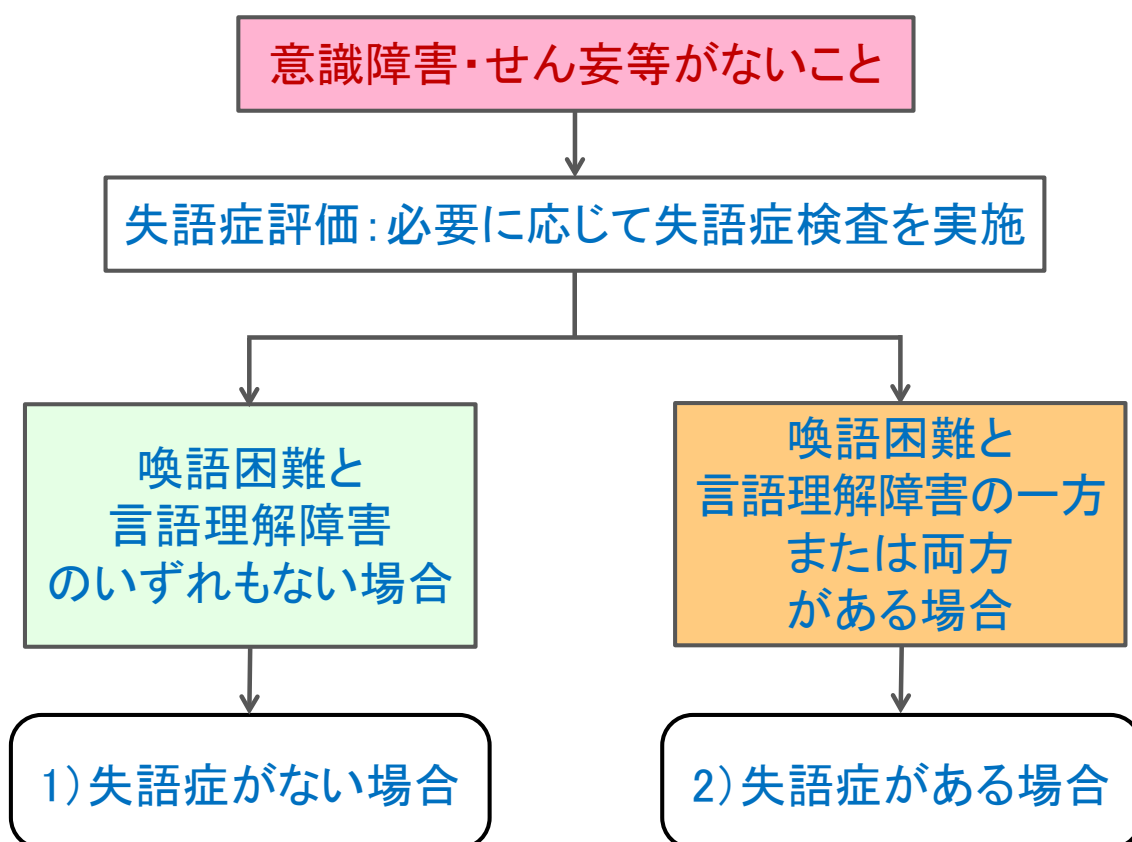 意識障害・せん妄等がないこと
失語症評価：必要に応じて失語症検査を実施
喚語困難と
言語理解障害
のいずれもない場合
喚語困難と
言語理解障害の一方
または両方
がある場合
1）失語症がない場合
2）失語症がある場合